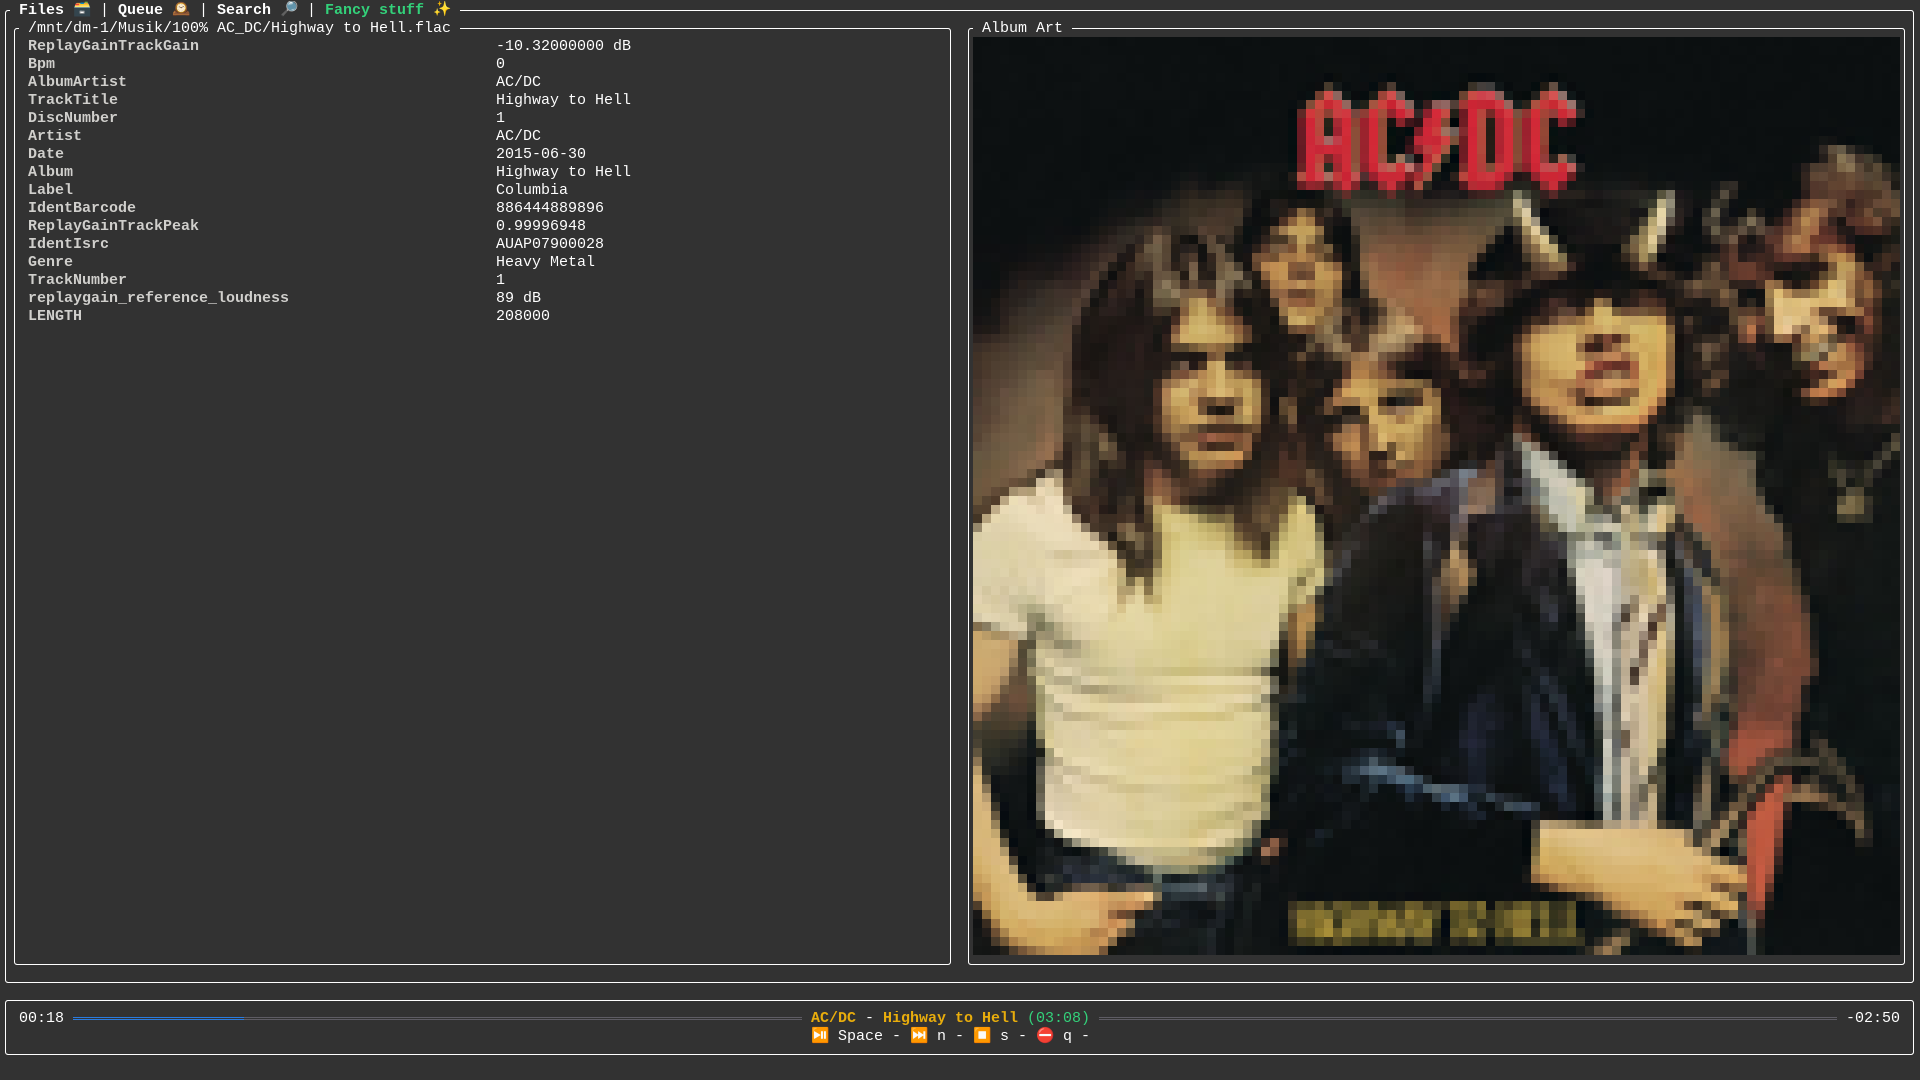 Files | Queue | Search | Fancy stuff
/mnt/dm-1/Musik/100% AC_DC/Highway to Hell.flac
ReplayGainTrackGain -10.32000000 dB
Bpm 0
AlbumArtist AC/DC
TrackTitle Highway to Hell
DiscNumber 1
Artist AC/DC
Date 2015-06-30
Album Highway to Hell
Label Columbia
IdentBarcode 886444889896
ReplayGainTrackPeak 0.99996948
IdentIsrc AUAP07900028
Genre Heavy Metal
TrackNumber 1
replaygain_reference_loudness 89 dB
LENGTH 208000
Album Art
AC⚡DC
00:18 AC/DC - Highway to Hell (03:08) -02:50
⏯ Space - ⏭ n - ⏹ s - ⛔ q -